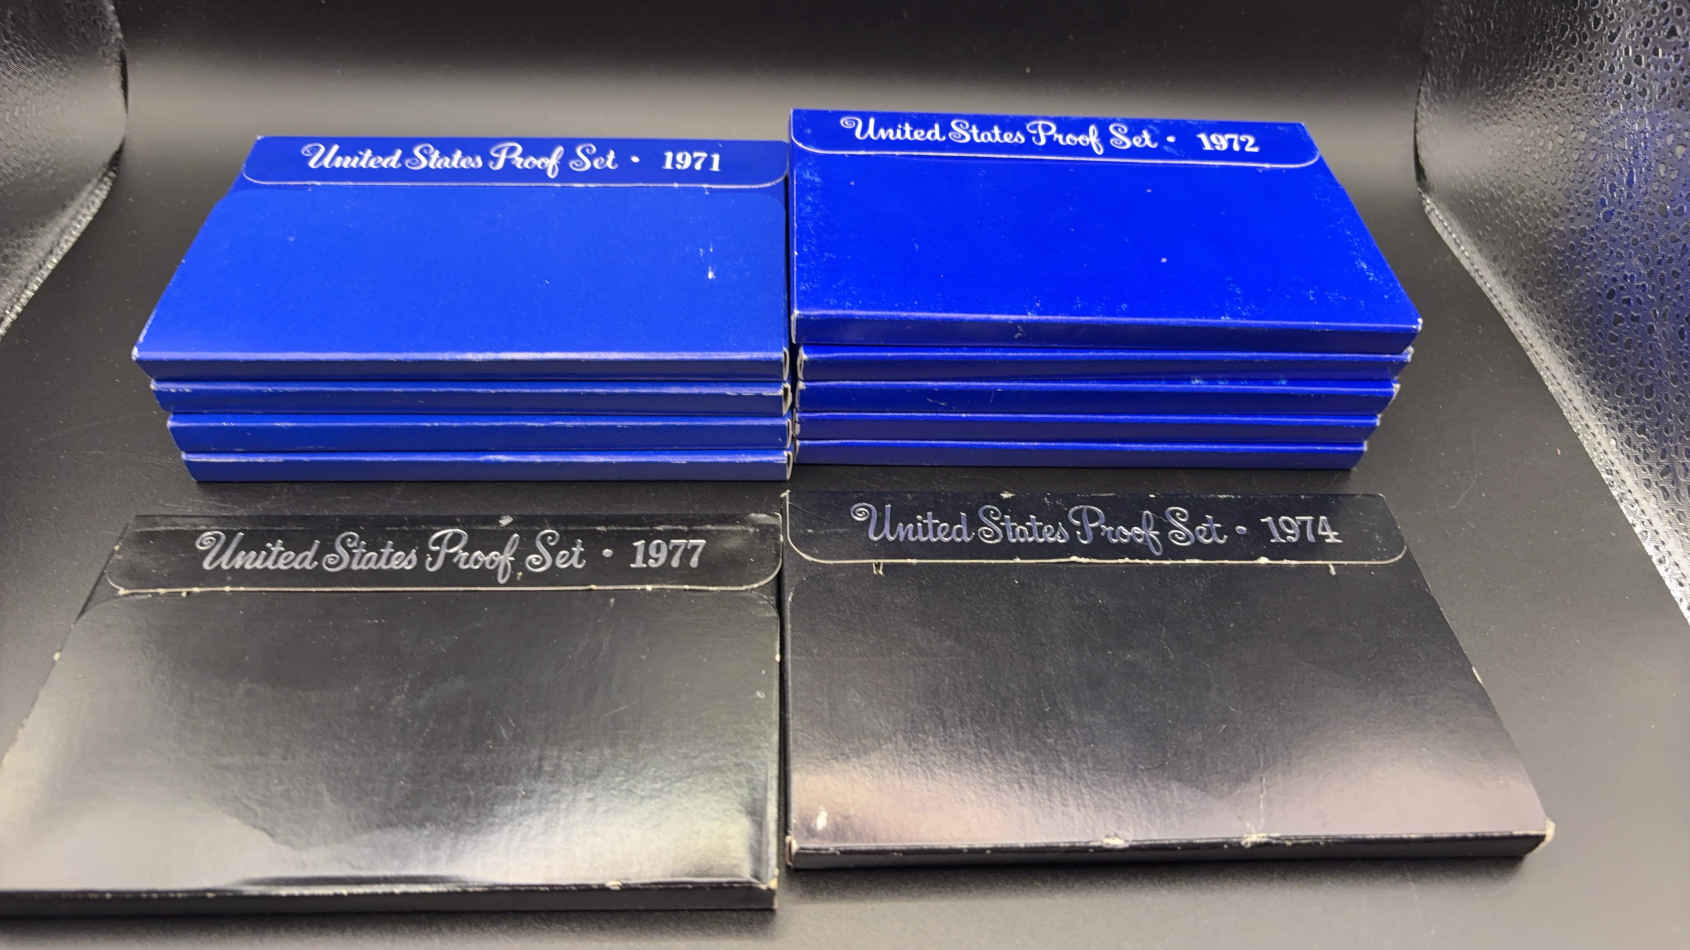 United States Proof Set • 1971
United States Proof Set • 1972
United States Proof Set • 1977
United States Proof Set • 1974